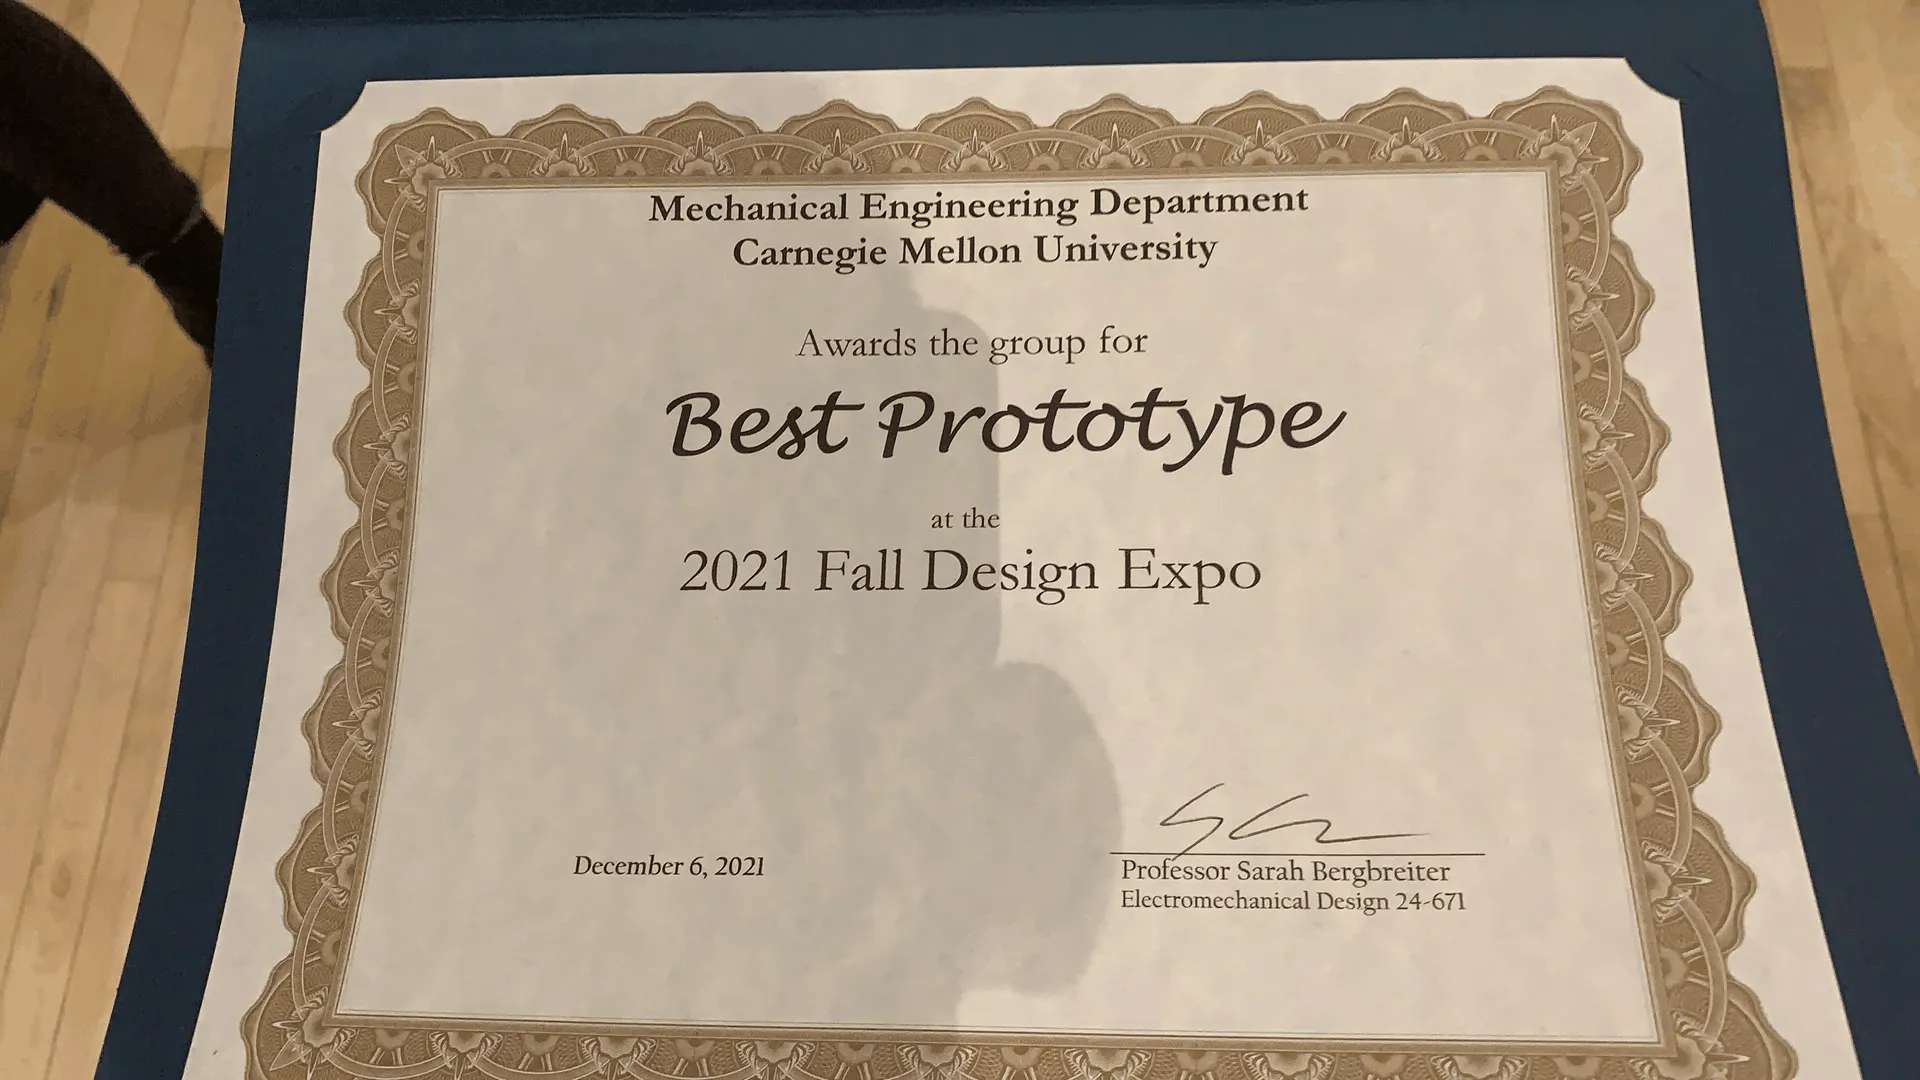 Mechanical Engineering Department
Carnegie Mellon University
Awards the group for
Best Prototype
at the
2021 Fall Design Expo
December 6, 2021
Professor Sarah Bergbreiter
Electromechanical Design 24-671